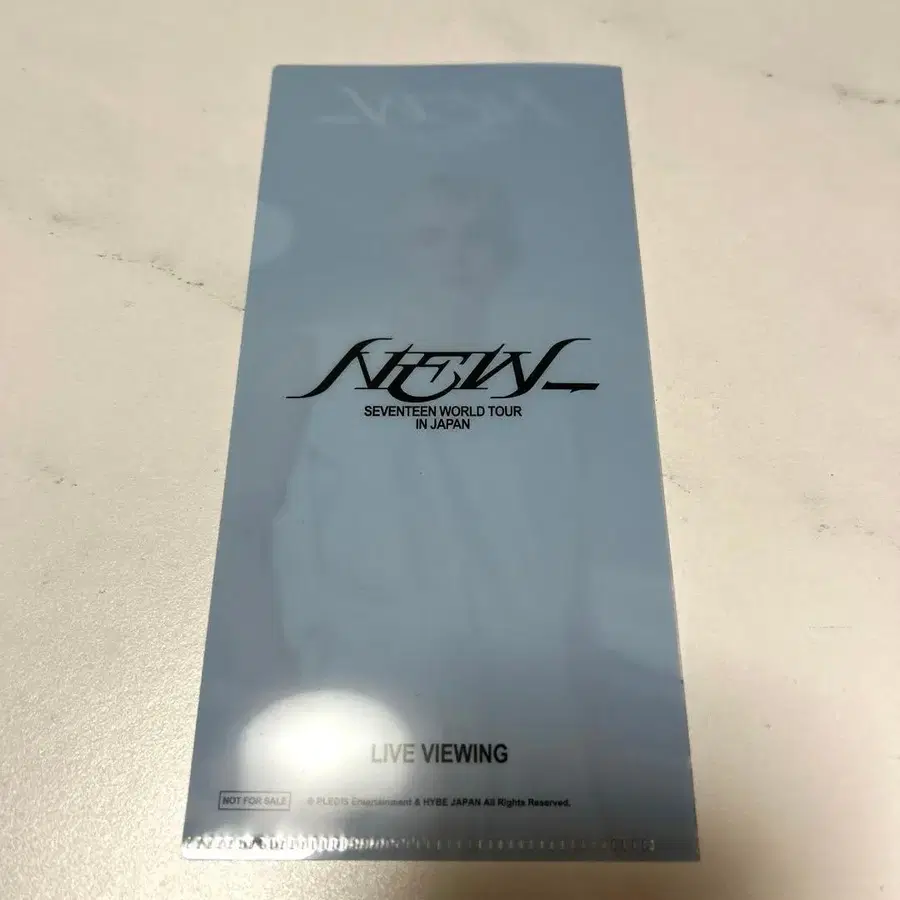 NEW_
SEVENTEEN WORLD TOUR
IN JAPAN
LIVE VIEWING
NOT FOR SALE
© PLEDIS Entertainment & HYBE JAPAN All Rights Reserved.